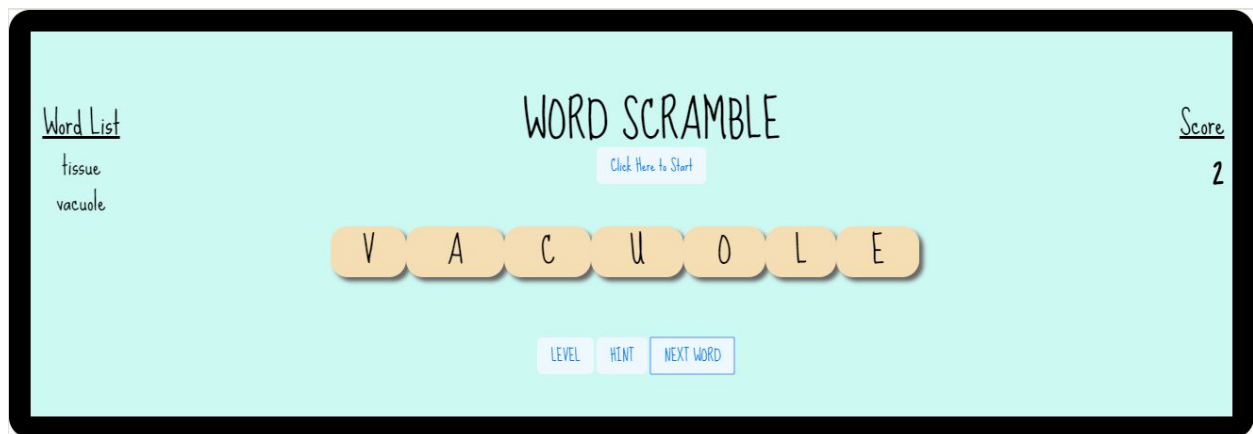 WORD SCRAMBLE
Word List
Score
Click Here to Start
tissue
2
vacuole
V A C U O L E
LEVEL HINT NEXT WORD